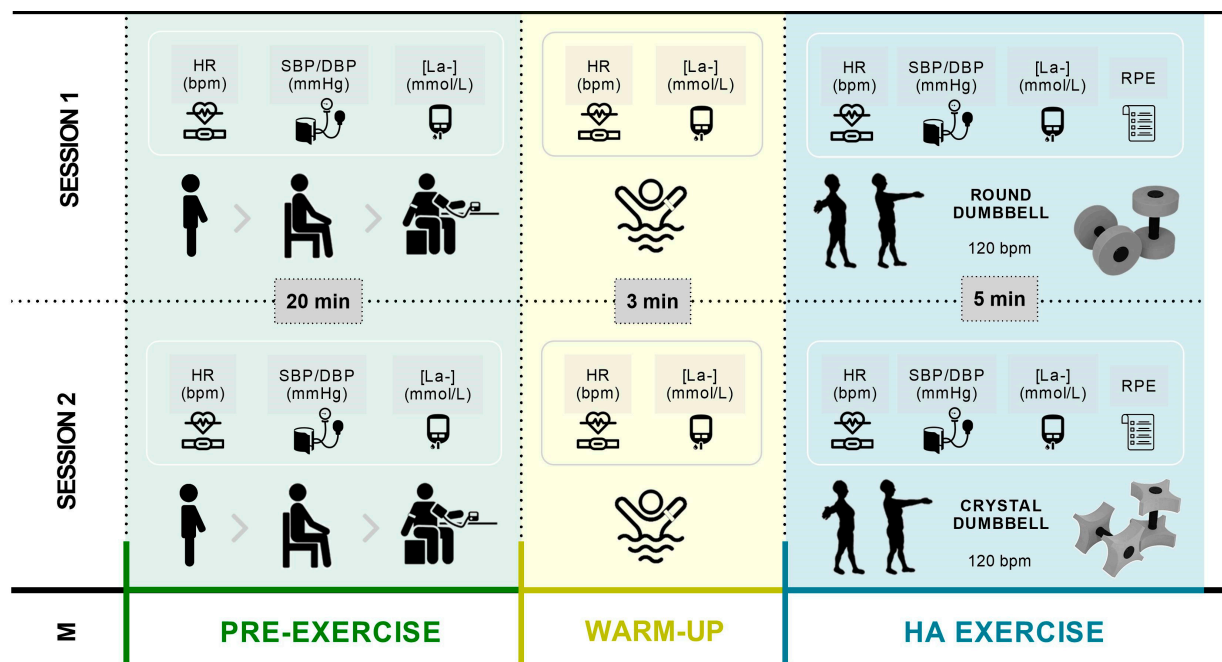 SESSION 1
HR
(bpm)
SBP/DBP
(mmHg)
[La-]
(mmol/L)
HR
(bpm)
[La-]
(mmol/L)
HR
(bpm)
SBP/DBP
(mmHg)
[La-]
(mmol/L)
RPE
ROUND
DUMBBELL
120 bpm
20 min
3 min
5 min
SESSION 2
HR
(bpm)
SBP/DBP
(mmHg)
[La-]
(mmol/L)
HR
(bpm)
[La-]
(mmol/L)
HR
(bpm)
SBP/DBP
(mmHg)
[La-]
(mmol/L)
RPE
CRYSTAL
DUMBBELL
120 bpm
M
PRE-EXERCISE
WARM-UP
HA EXERCISE